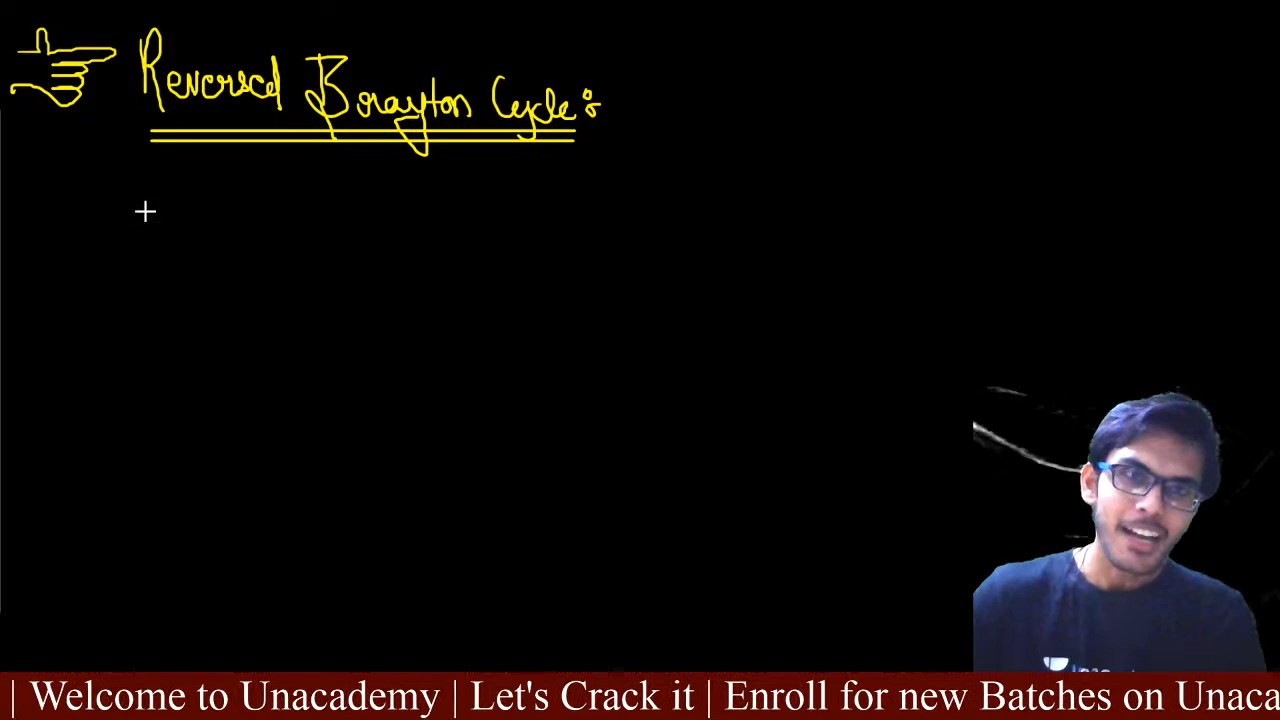 Reversed Brayton Cycle:
| Welcome to Unacademy | Let's Crack it | Enroll for new Batches on Unaca